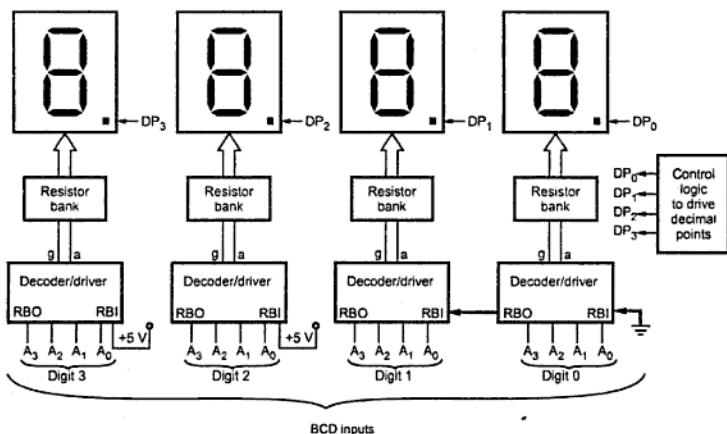 DP3 DP2 DP1 DP0
Resistor bank
Resistor bank
Resistor bank
Resistor bank
DP0
DP1
DP2
DP3
Control logic to drive decimal points
g a g a g a g a
Decoder/driver Decoder/driver Decoder/driver Decoder/driver
RBO RBI RBO RBI RBO RBI RBO RBI
+5 V +5 V
A3 A2 A1 A0 A3 A2 A1 A0 A3 A2 A1 A0 A3 A2 A1 A0
Digit 3 Digit 2 Digit 1 Digit 0
BCD inputs